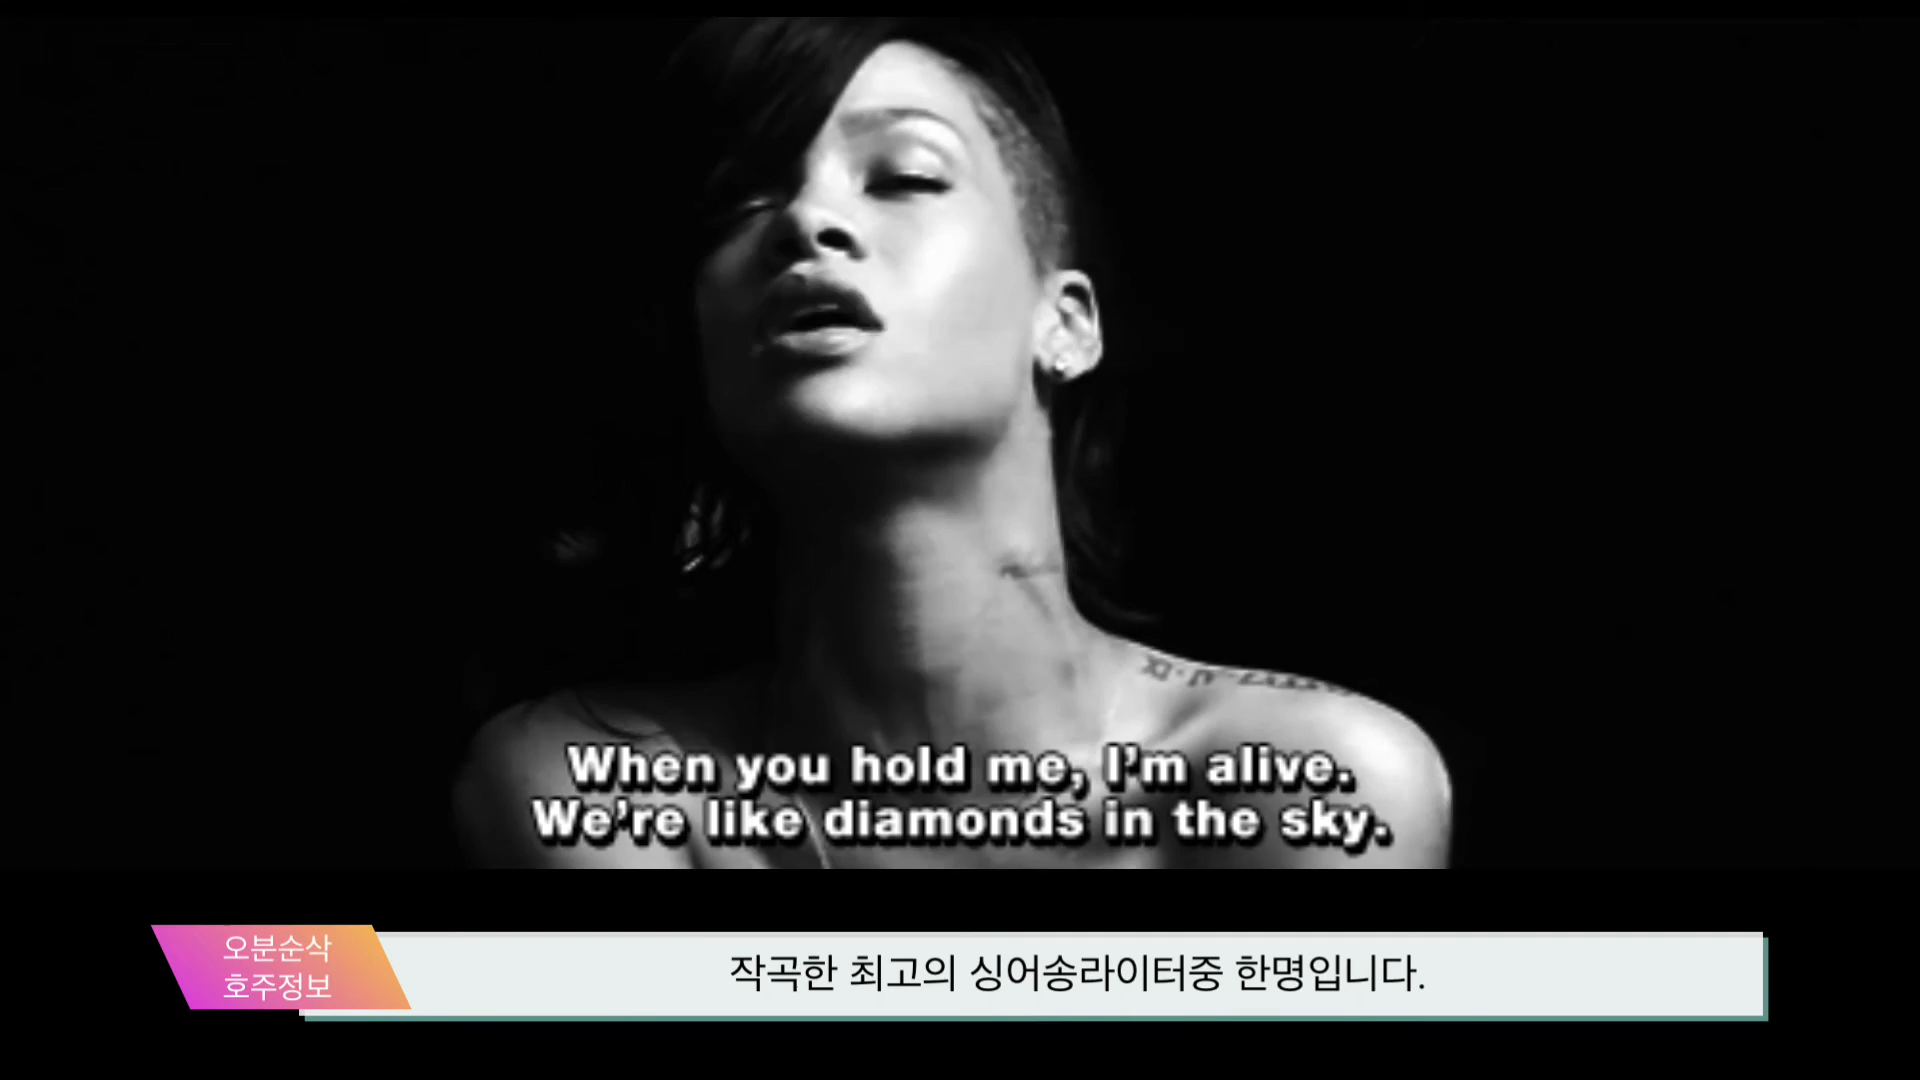 When you hold me, I'm alive.
We're like diamonds in the sky.
오분순삭
호주정보
작곡한 최고의 싱어송라이터중 한명입니다.